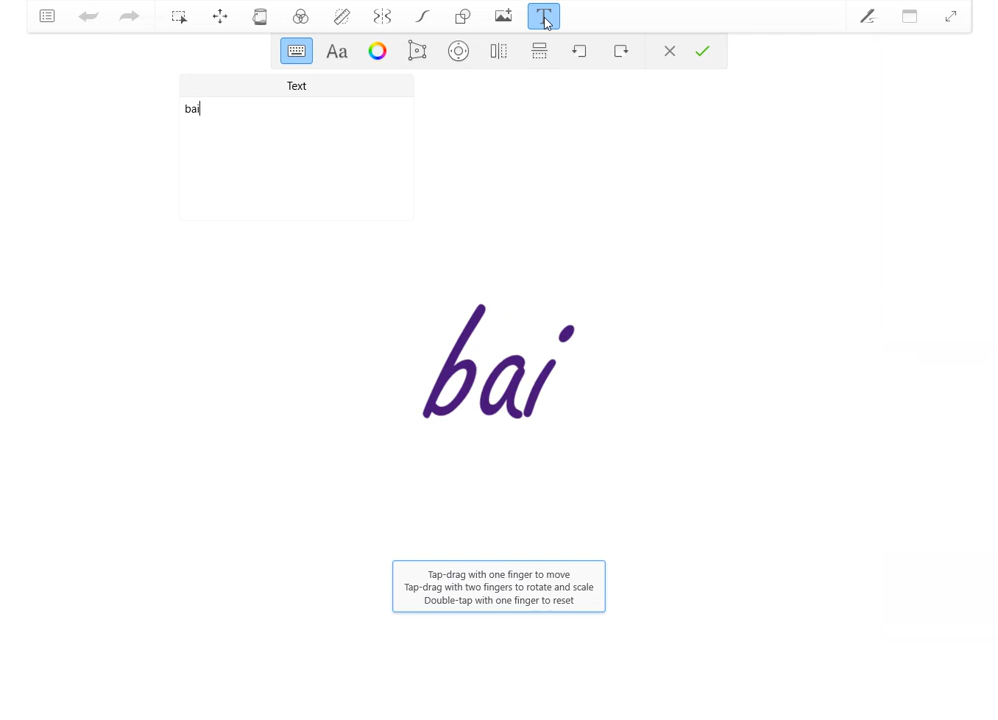 T
Aa
Text
bai
bai
Tap-drag with one finger to move
Tap-drag with two fingers to rotate and scale
Double-tap with one finger to reset